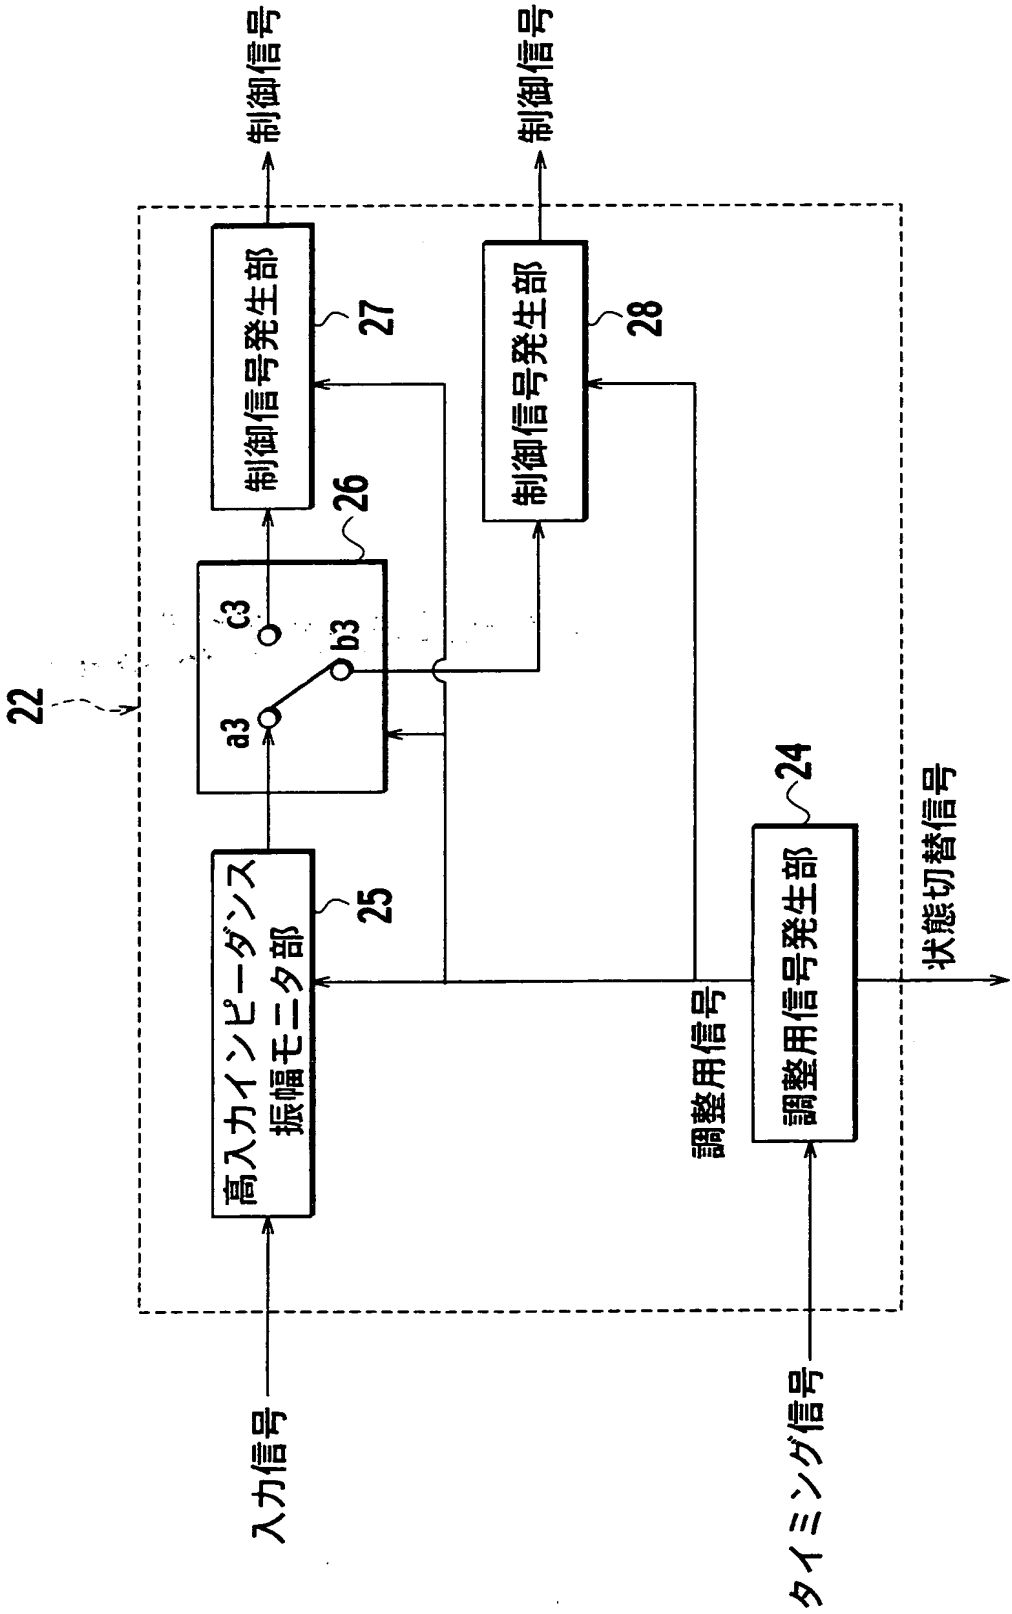 22
入力信号
高入力インピーダンス
振幅モニタ部
25
a3
b3
c3
26
制御信号発生部
27
制御信号
制御信号発生部
28
制御信号
調整用信号
タイミング信号
調整用信号発生部
24
状態切替信号